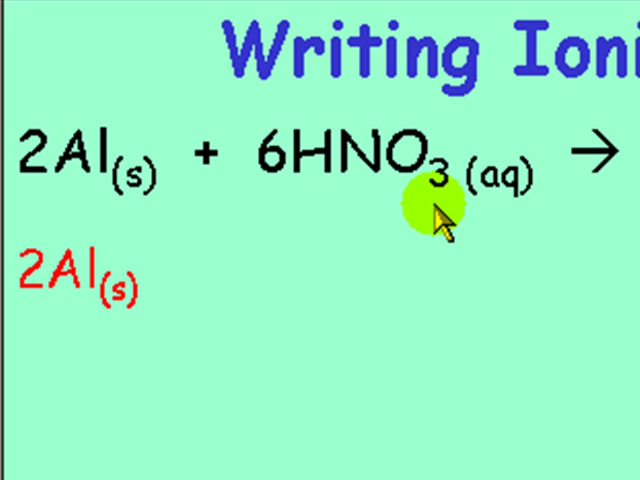 Writing Ioni
2Al(s) + 6HNO3 (aq) →
2Al(s)